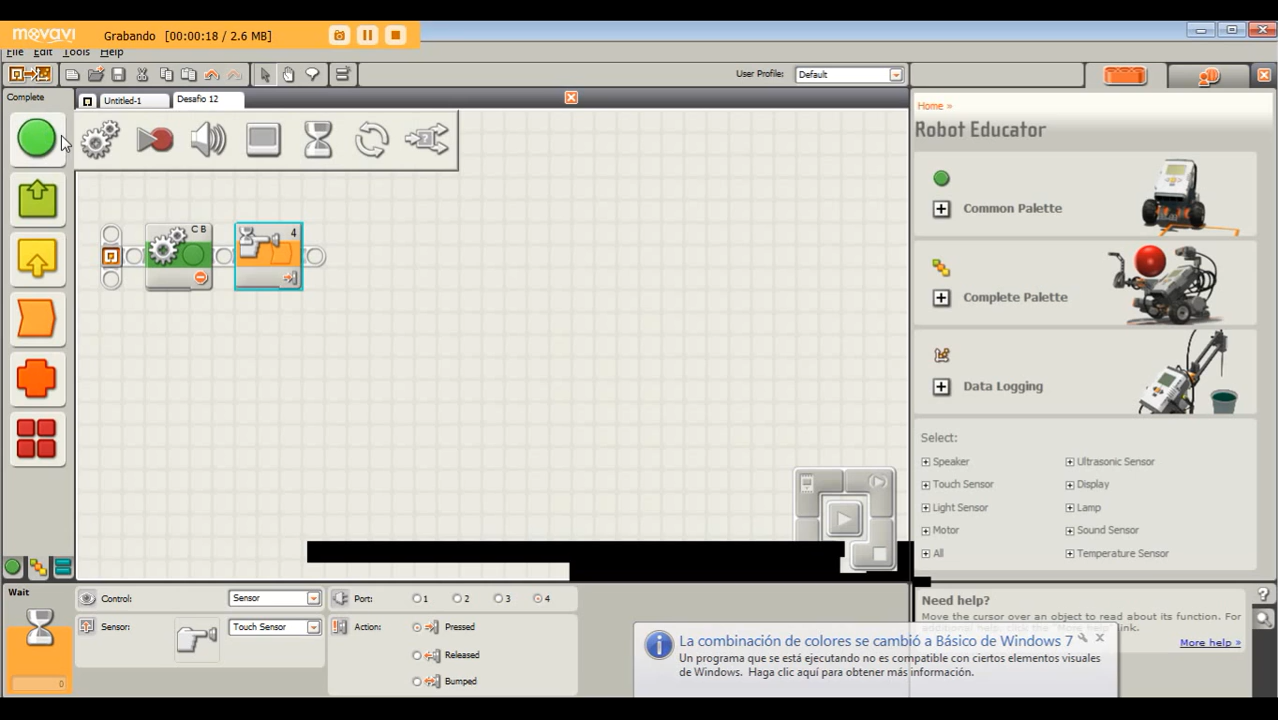 movavi Grabando [00:00:18 / 2.6 MB]
File Edit Tools Help
User Profile: Default
Complete
Untitled-1 Desafio 12
C B
4
Home »
Robot Educator
Common Palette
Complete Palette
Data Logging
Select:
Speaker Ultrasonic Sensor
Touch Sensor Display
Light Sensor Lamp
Motor Sound Sensor
All Temperature Sensor
Wait
0
Control: Sensor
Sensor: Touch Sensor
Port: 1 2 3 4
Action: Pressed
Released
Bumped
Need help?
Move the cursor over an object to read about its function. For
link.
More help »
La combinación de colores se cambió a Básico de Windows 7
Un programa que se está ejecutando no es compatible con ciertos elementos visuales
de Windows. Haga clic aquí para obtener más información.